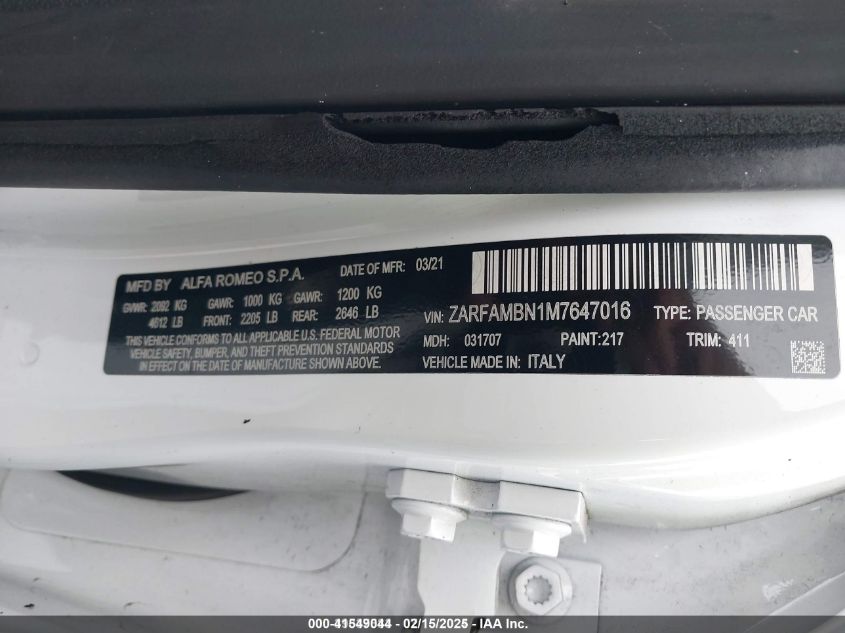 MFD BY ALFA ROMEO S.P.A. DATE OF MFR: 03/21
GVWR: 2092 KG GAWR: 1000 KG GAWR: 1200 KG
4612 LB FRONT: 2205 LB REAR: 2646 LB
THIS VEHICLE CONFORMS TO ALL APPLICABLE U.S. FEDERAL MOTOR
VEHICLE SAFETY, BUMPER, AND THEFT PREVENTION STANDARDS
IN EFFECT ON THE DATE OF MANUFACTURE SHOWN ABOVE.
VIN: ZARFAMBN1M7647016 TYPE: PASSENGER CAR
MDH: 031707 PAINT:217 TRIM: 411
VEHICLE MADE IN: ITALY
000-41549044 - 02/15/2025 - IAA Inc.